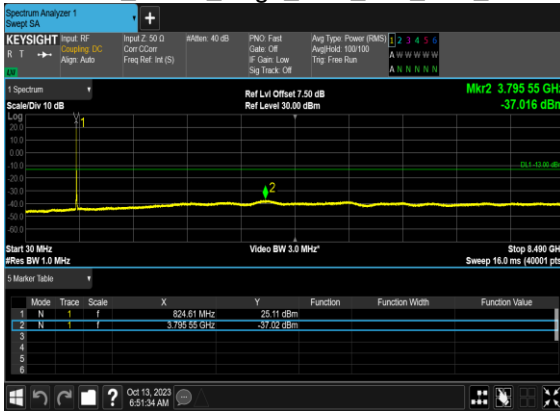 Spectrum Analyzer 1
Swept SA
KEYSIGHT Input: RF Input Z: 50 Ω #Atten: 40 dB PNO: Fast Avg Type: Power (RMS) 1 2 3 4 5 6
R T Coupling: DC Corr CCorr Gate: Off Avg|Hold: 100/100 A W W W W W
Align: Auto Freq Ref: Int (S) IF Gain: Low Trig: Free Run
Sig Track: Off A N N N N N
1 Spectrum Ref Lvl Offset 7.50 dB Mkr2 3.795 55 GHz
Scale/Div 10 dB Ref Level 30.00 dBm -37.016 dBm
Log
20.0
10.0
0.00
-10.0
DL1 -13.00 dBm
-20.0
-30.0
-40.0
-50.0
-60.0
1
2
Start 30 MHz Video BW 3.0 MHz* Stop 8.490 GHz
#Res BW 1.0 MHz Sweep 16.0 ms (40001 pts)
5 Marker Table
Mode Trace Scale X Y Function Function Width Function Value
1 N 1 f 824.61 MHz 25.11 dBm
2 N 1 f 3.795 55 GHz -37.02 dBm
3
4
5
6
Oct 13, 2023
6:51:34 AM